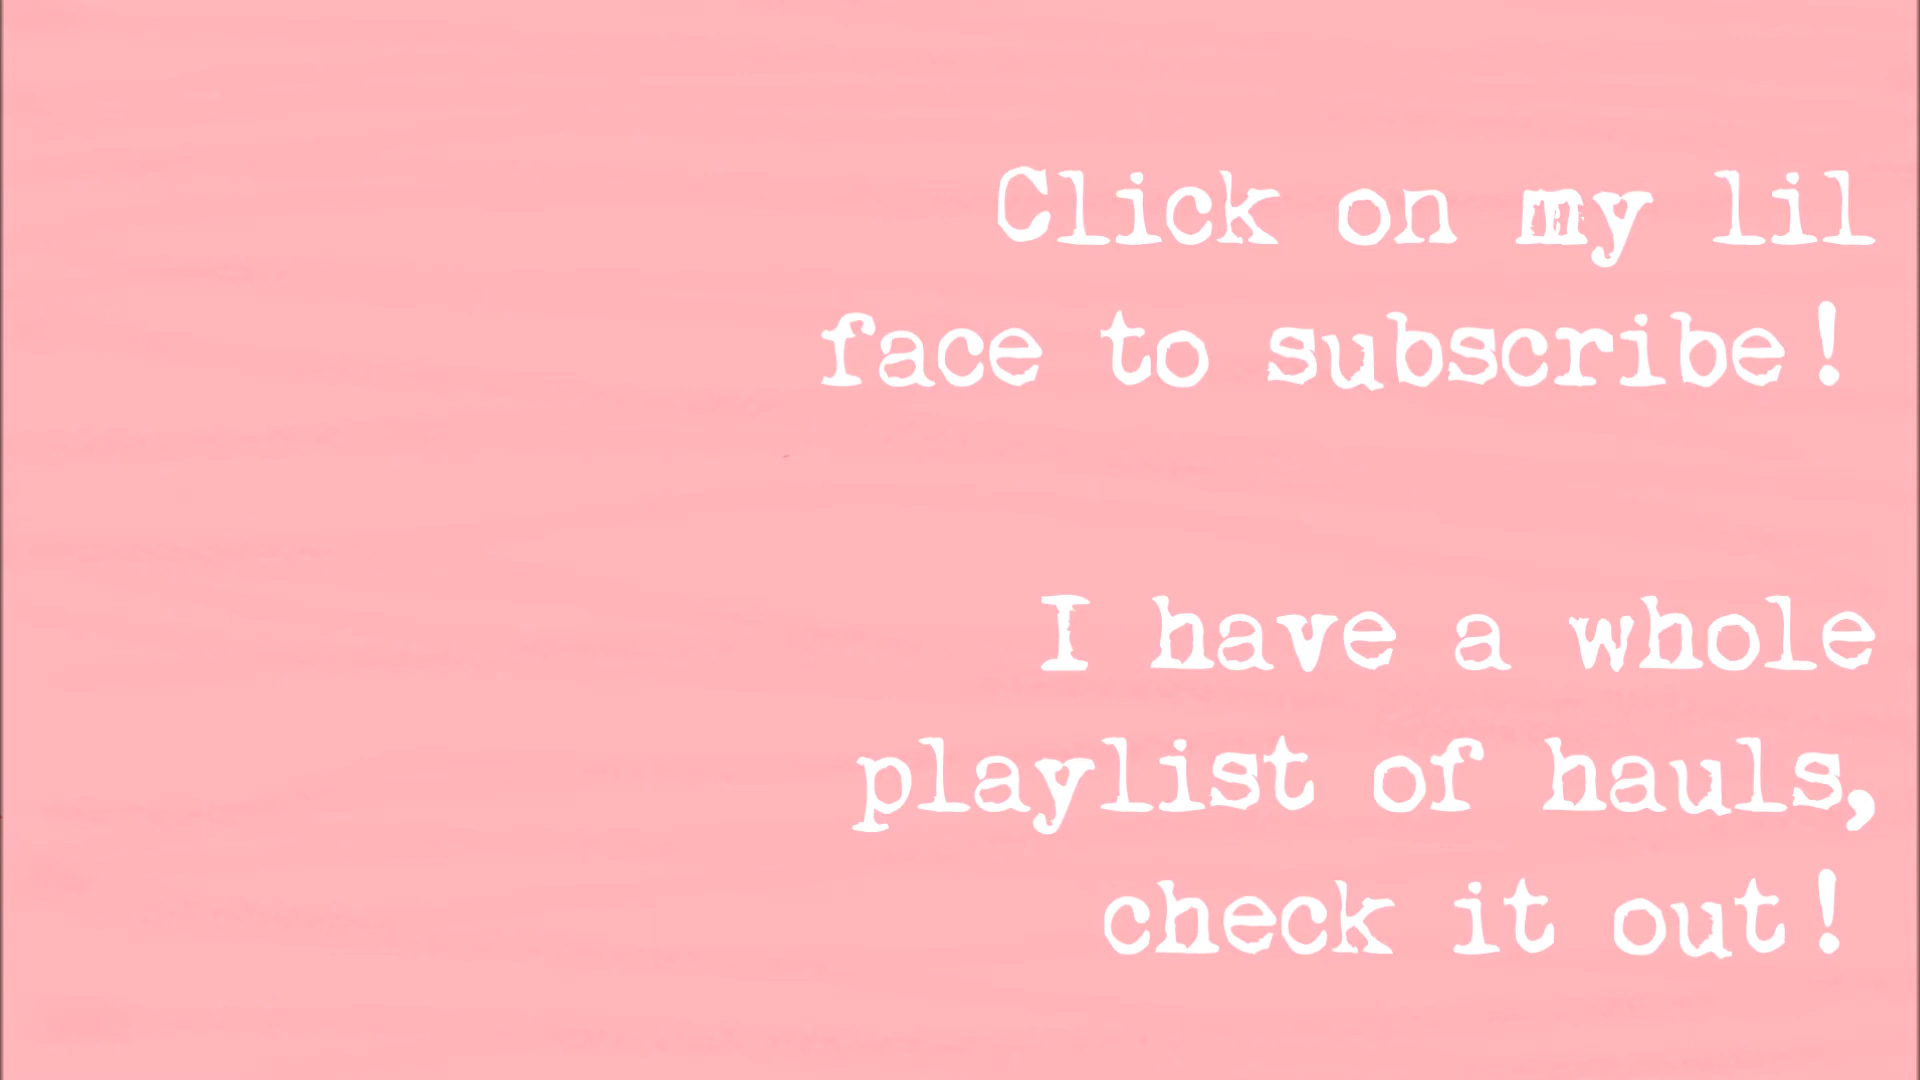 Click on my lil
face to subscribe!
I have a whole
playlist of hauls,
check it out!